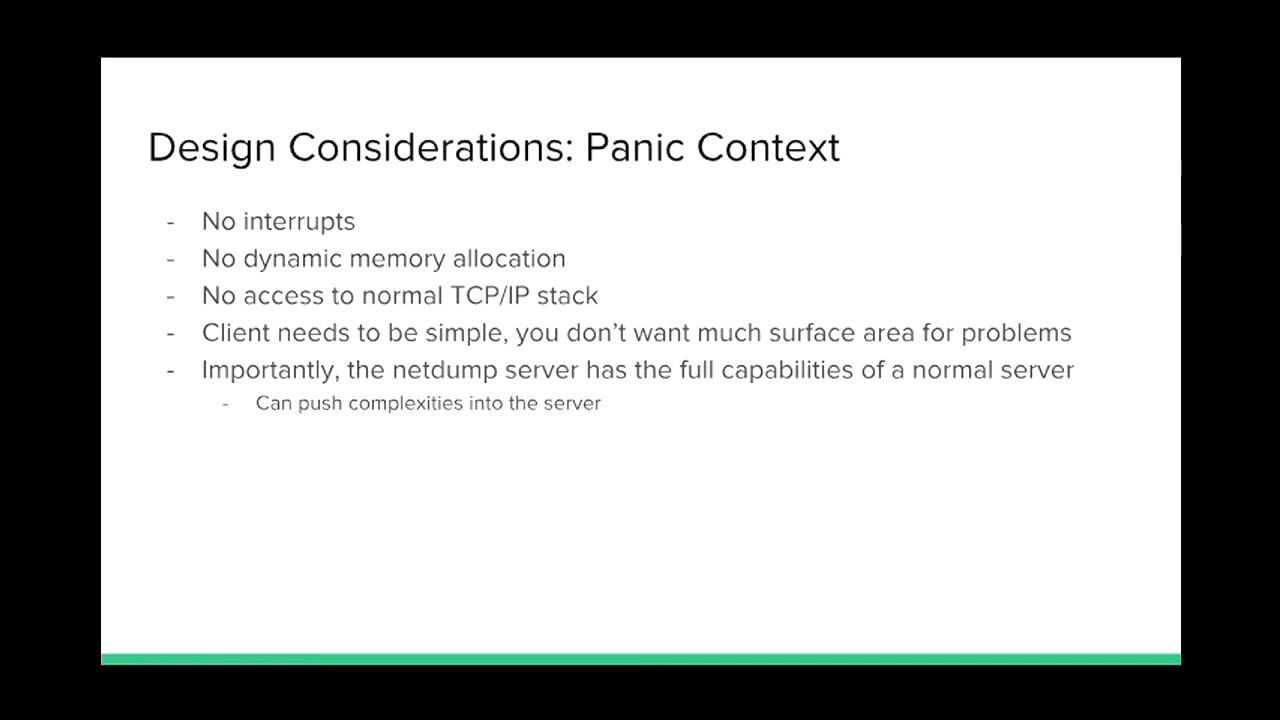 Design Considerations: Panic Context
- No interrupts
- No dynamic memory allocation
- No access to normal TCP/IP stack
- Client needs to be simple, you don’t want much surface area for problems
- Importantly, the netdump server has the full capabilities of a normal server
- Can push complexities into the server